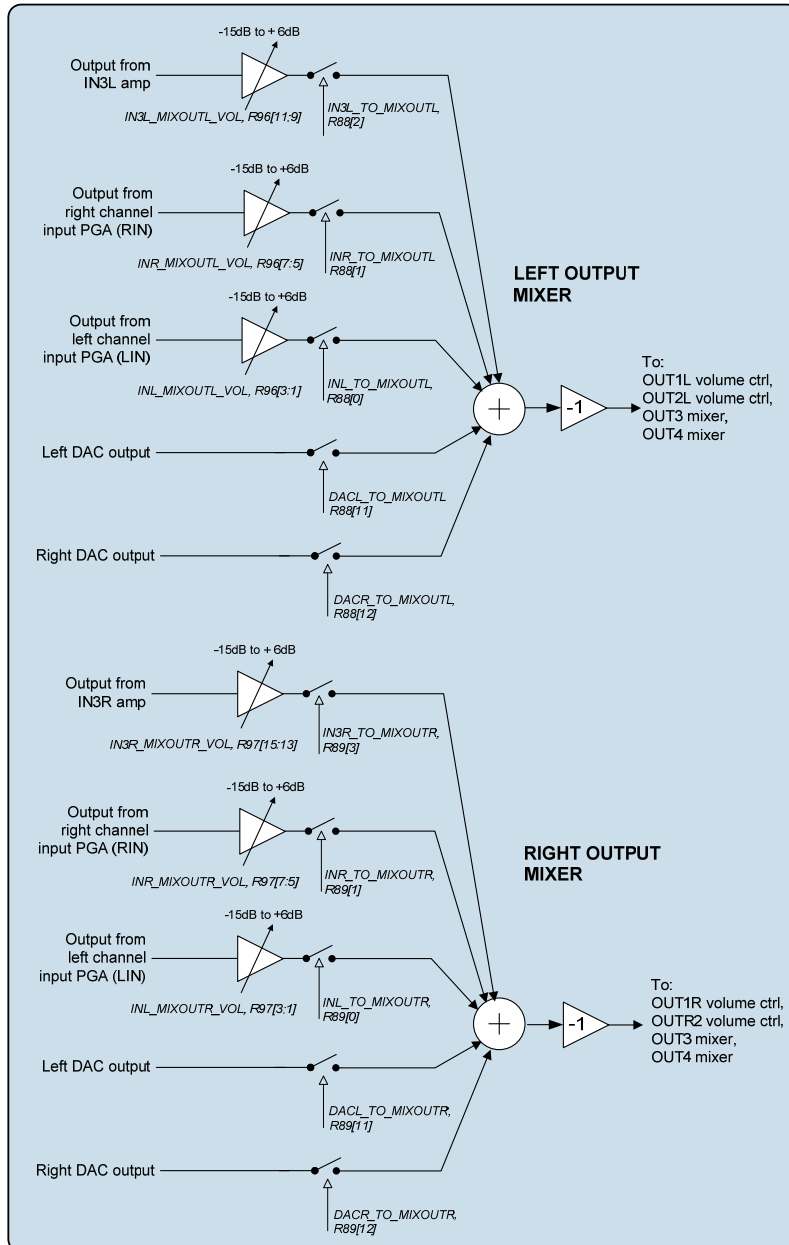 -15dB to + 6dB
Output from
IN3L amp
IN3L_MIXOUTL_VOL, R96[11:9]
IN3L_TO_MIXOUTL,
R88[2]
-15dB to +6dB
Output from
right channel
input PGA (RIN)
INR_MIXOUTL_VOL, R96[7:5]
INR_TO_MIXOUTL
R88[1]
LEFT OUTPUT
MIXER
-15dB to +6dB
Output from
left channel
input PGA (LIN)
INL_MIXOUTL_VOL, R96[3:1]
INL_TO_MIXOUTL,
R88[0]
+
-1
To:
OUT1L volume ctrl,
OUT2L volume ctrl,
OUT3 mixer,
OUT4 mixer
Left DAC output
DACL_TO_MIXOUTL
R88[11]
Right DAC output
DACR_TO_MIXOUTL,
R88[12]
-15dB to + 6dB
Output from
IN3R amp
IN3R_MIXOUTR_VOL, R97[15:13]
IN3R_TO_MIXOUTR,
R89[3]
-15dB to +6dB
Output from
right channel
input PGA (RIN)
INR_MIXOUTR_VOL, R97[7:5]
INR_TO_MIXOUTR,
R89[1]
RIGHT OUTPUT
MIXER
-15dB to +6dB
Output from
left channel
input PGA (LIN)
INL_MIXOUTR_VOL, R97[3:1]
INL_TO_MIXOUTR,
R89[0]
+
-1
To:
OUT1R volume ctrl,
OUTR2 volume ctrl,
OUT3 mixer,
OUT4 mixer
Left DAC output
DACL_TO_MIXOUTR,
R89[11]
Right DAC output
DACR_TO_MIXOUTR,
R89[12]